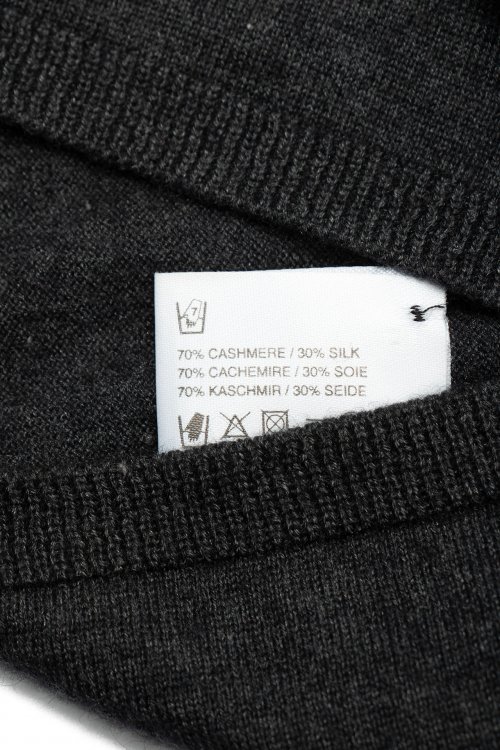 70% CASHMERE / 30% SILK
70% CACHEMIRE / 30% SOIE
70% KASCHMIR / 30% SEIDE